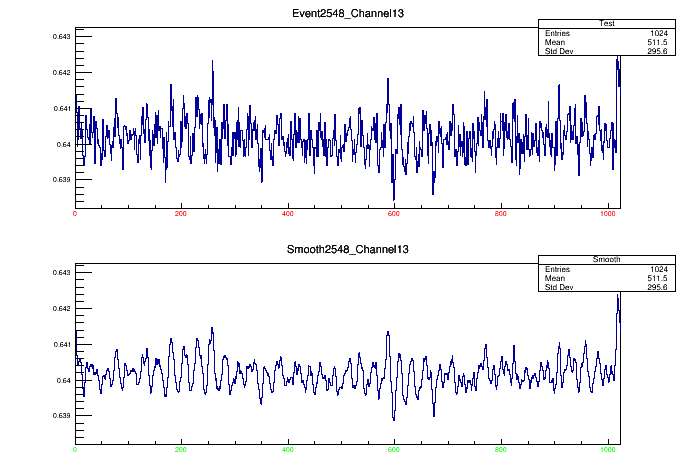 Event2548_Channel13
Test
Entries 1024
Mean 511.5
Std Dev 295.6
0.643
0.642
0.641
0.64
0.639
0 200 400 600 800 1000
Smooth2548_Channel13
Smooth
Entries 1024
Mean 511.5
Std Dev 295.6
0.643
0.642
0.641
0.64
0.639
0 200 400 600 800 1000